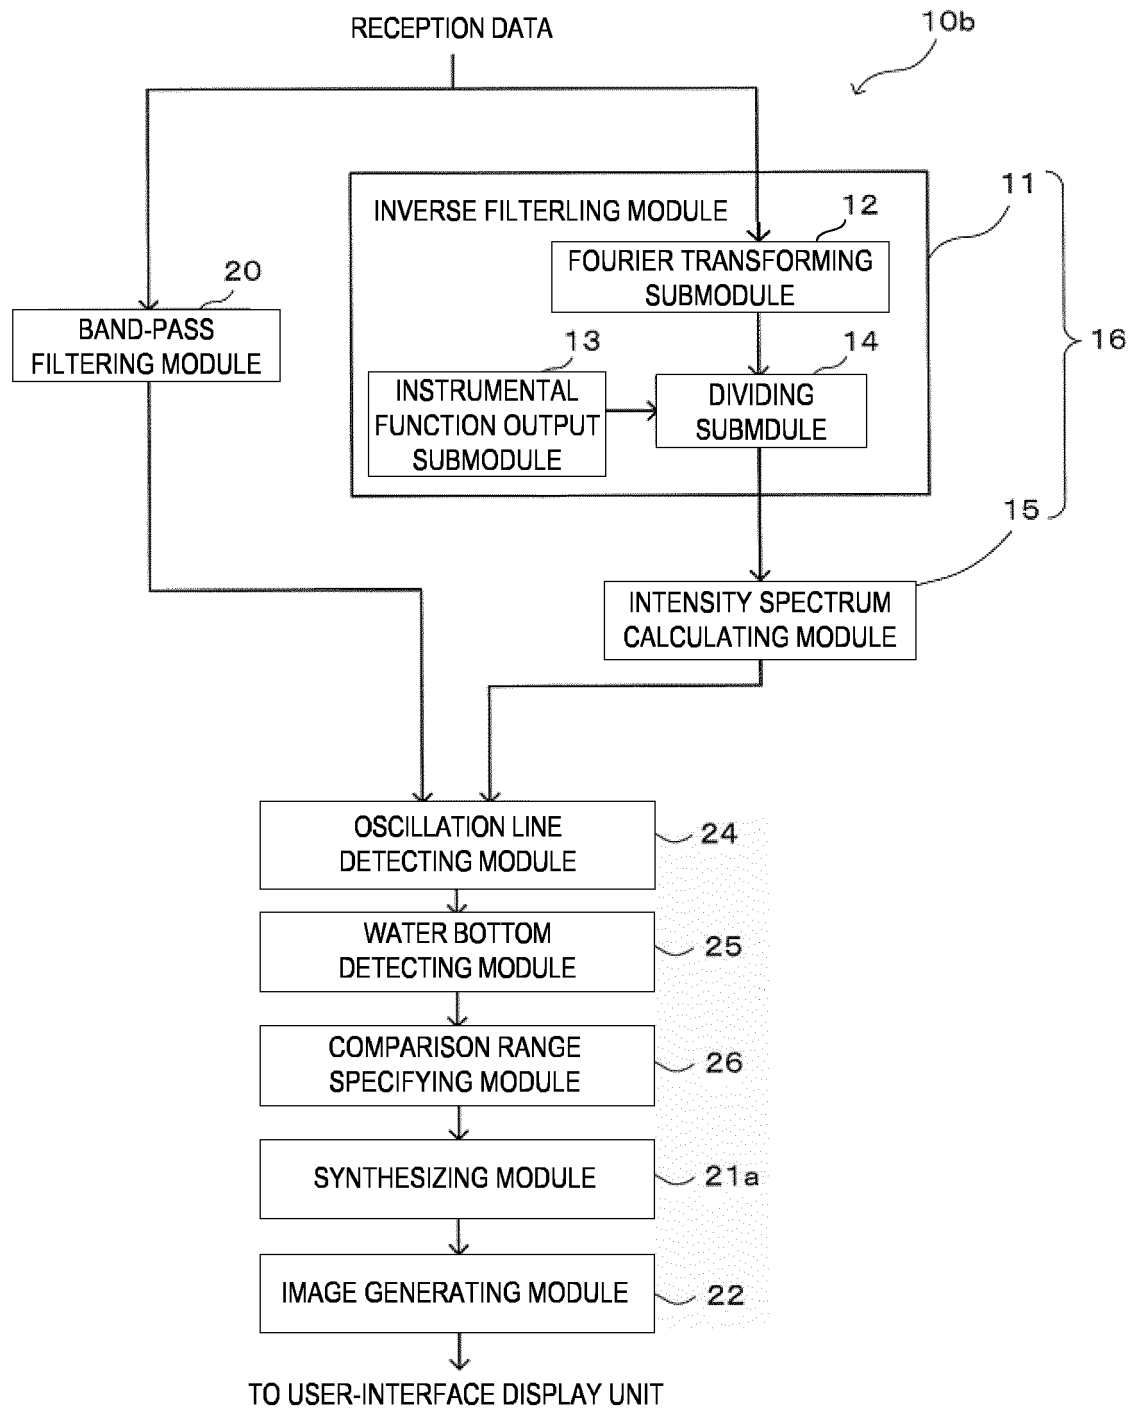 RECEPTION DATA
10b
INVERSE FILTERLING MODULE
11
12
FOURIER TRANSFORMING
SUBMODULE
20
BAND-PASS
FILTERING MODULE
13
INSTRUMENTAL
FUNCTION OUTPUT
SUBMODULE
14
DIVIDING
SUBMDULE
16
15
INTENSITY SPECTRUM
CALCULATING MODULE
OSCILLATION LINE
DETECTING MODULE
24
WATER BOTTOM
DETECTING MODULE
25
COMPARISON RANGE
SPECIFYING MODULE
26
SYNTHESIZING MODULE
21a
IMAGE GENERATING MODULE
22
TO USER-INTERFACE DISPLAY UNIT